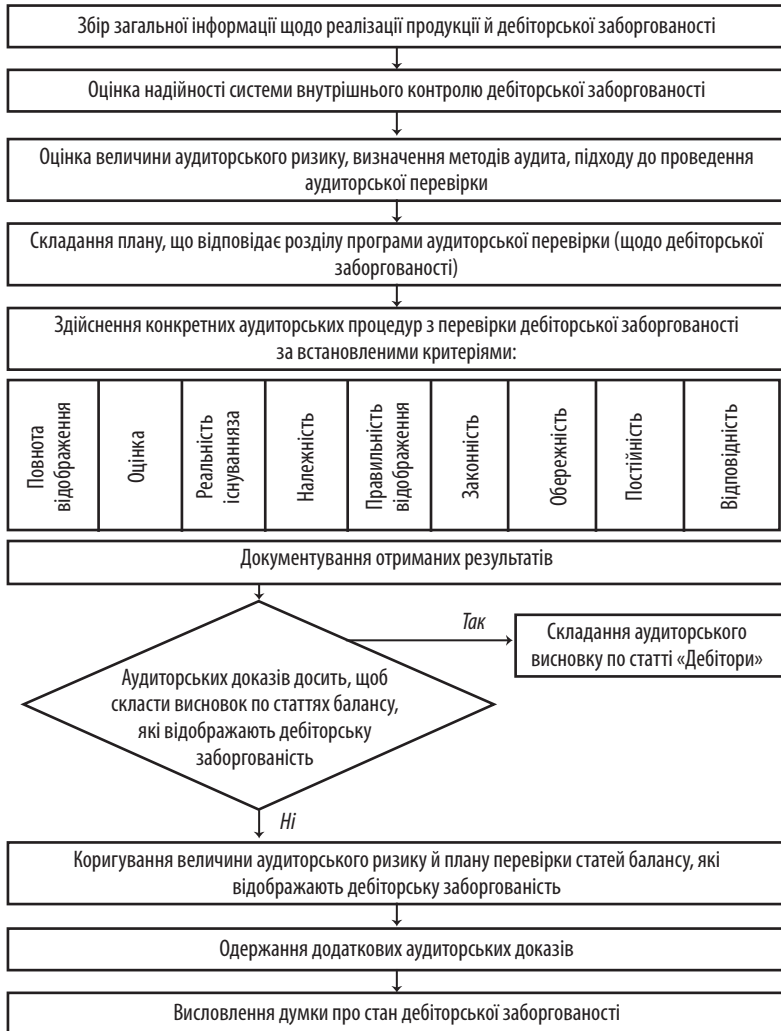 Збір загальної інформації щодо реалізації продукції й дебіторської заборгованості
Оцінка надійності системи внутрішнього контролю дебіторської заборгованості
Оцінка величини аудиторського ризику, визначення методів аудита, підходу до проведення
аудиторської перевірки
Складання плану, що відповідає розділу програми аудиторської перевірки (щодо дебіторської
заборгованості)
Здійснення конкретних аудиторських процедур з перевірки дебіторської заборгованості
за встановленими критеріями:
Повнота
відображення
Оцінка
Реальність
існуванняза
Належність
Правильність
відображення
Законність
Обережність
Постійність
Відповідність
Документування отриманих результатів
Так
Складання аудиторського
висновку по статті «Дебітори»
Аудиторських доказів досить, щоб
скласти висновок по статтях балансу,
які відображають дебіторську
заборгованість
Ні
Коригування величини аудиторського ризику й плану перевірки статей балансу, які
відображають дебіторську заборгованість
Одержання додаткових аудиторських доказів
Висловлення думки про стан дебіторської заборгованості